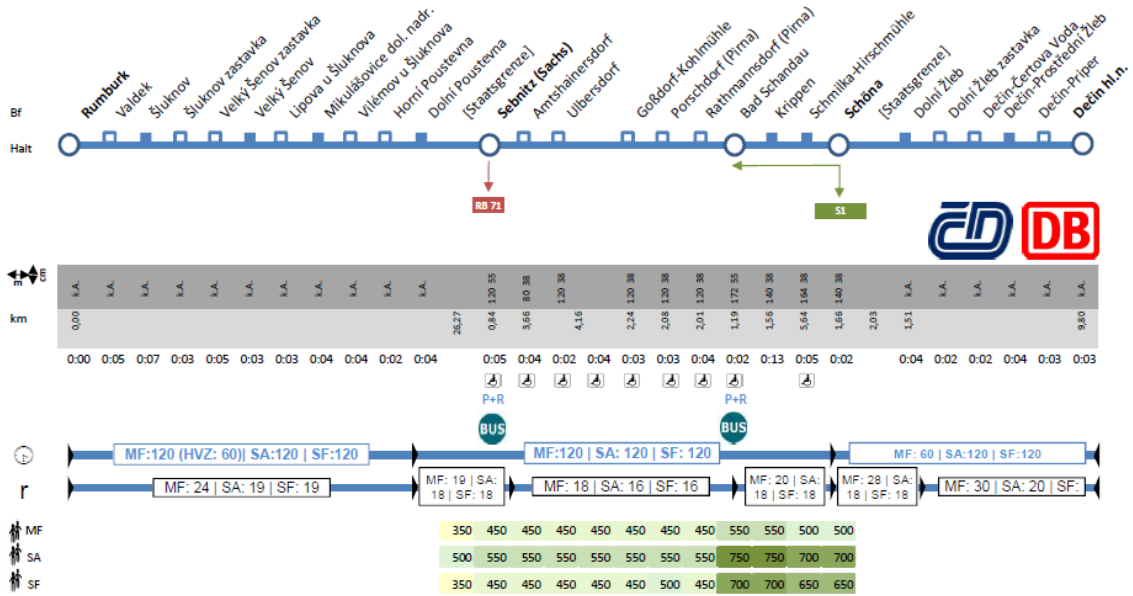 Bf
Rumburk
Valdek
Šluknov
Šluknov zastavka
Velký Šenov zastavka
Velký Šenov
Lipova u Šluknova
Mikulášovice dol. nadr.
Vilémov u Šluknova
Horní Poustevna
Dolní Poustevna
[Staatsgrenze]
Sebnitz (Sachs)
Amtshainersdorf
Ulbersdorf
Goßdorf-Kohlmühle
Porschdorf (Pirna)
Rathmannsdorf (Pirna)
Bad Schandau
Krippen
Schmilka-Hirschmühle
Schöna
[Staatsgrenze]
Dolní Žleb
Dolní Žleb zastavka
Dečin-Čertova Voda
Dečin-Prostřední Žleb
Dečin-Priper
Dečin hl.n.
Halt
RB 71
S1
ČD
DB
m cm
k.A. k.A. k.A. k.A. k.A. k.A. k.A. k.A. k.A. k.A. k.A. 120 55 80 38 120 38 120 38 120 38 120 38 172 55 140 38 164 38 140 38 k.A. k.A. k.A. k.A. k.A. k.A.
km
0,00 26,27 0,84 3,66 4,16 2,24 2,08 2,01 1,19 1,56 5,64 1,66 2,03 1,51 9,80
0:00 0:05 0:07 0:03 0:05 0:03 0:03 0:04 0:04 0:02 0:04 0:05 0:04 0:02 0:04 0:03 0:03 0:04 0:02 0:13 0:05 0:02 0:04 0:02 0:04 0:03 0:03
P+R P+R
BUS BUS
MF:120 (HVZ: 60)| SA:120 | SF:120
MF:120 | SA: 120 | SF: 120
MF: 60 | SA:120 | SF:120
r
MF: 24 | SA: 19 | SF: 19
MF: 19 | SA:
18 | SF: 18
MF: 18 | SA: 16 | SF: 16
MF: 20 | SA:
18 | SF: 18
MF: 28 | SA:
18 | SF: 18
MF: 30 | SA: 20 | SF:
MF 350 450 450 450 450 450 450 450 550 550 500 500
SA 500 550 550 550 550 550 550 550 750 750 700 700
SF 350 450 450 450 450 450 500 450 700 700 650 650